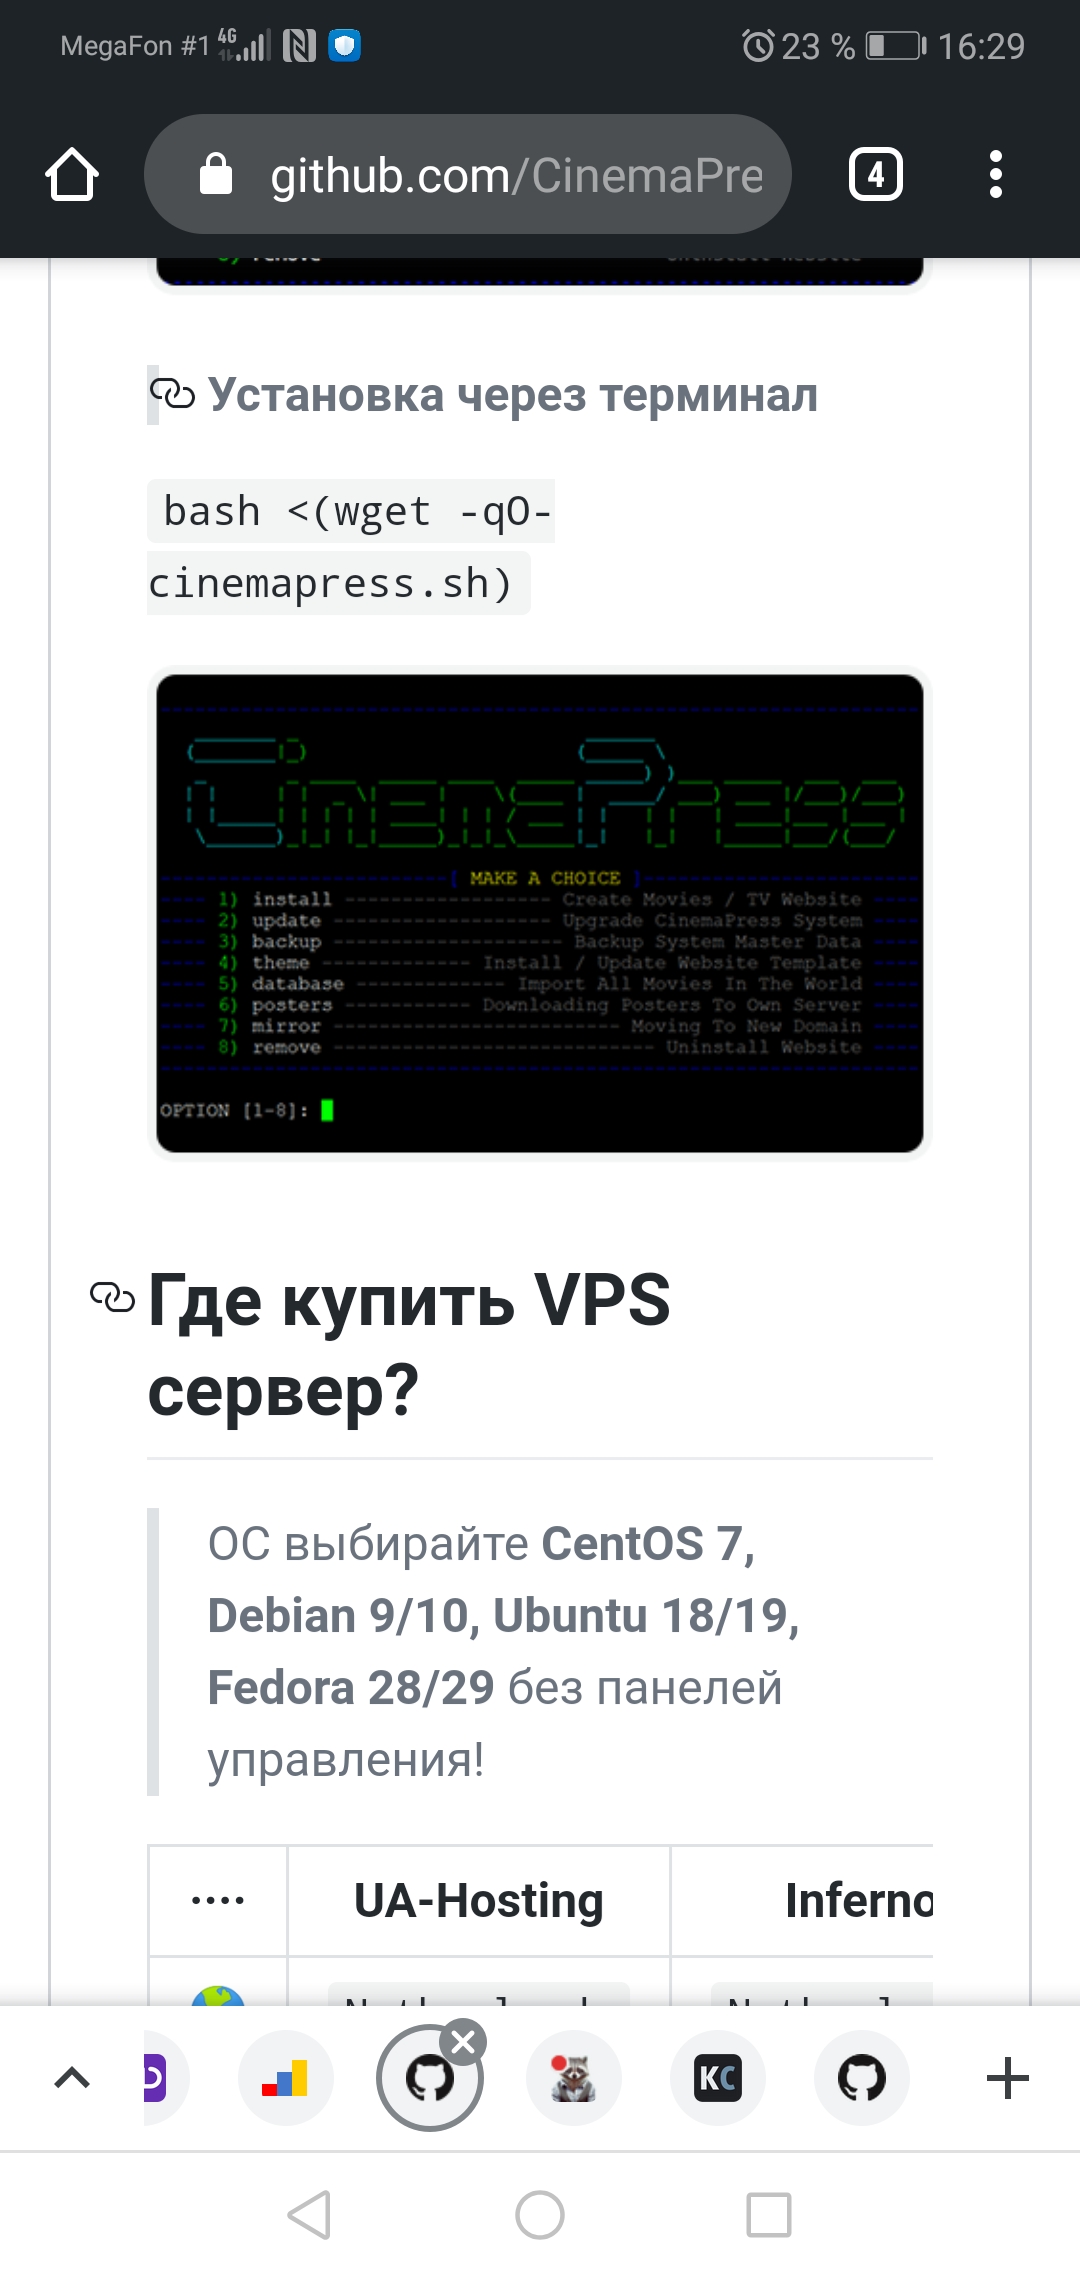 MegaFon #1 4G 23 % 16:29
github.com/CinemaPre 4
Установка через терминал
bash <(wget -qO-
cinemapress.sh)
CinemaPress
[ MAKE A CHOICE ]
1) install ------------------ Create Movies / TV Website ----
2) update ------------------- Upgrade CinemaPress System ----
3) backup -------------------- Backup System Master Data ----
4) theme ------------- Install / Update Website Template ----
5) database ------------- Import All Movies In The World ----
6) posters ----------- Downloading Posters To Own Server ----
7) mirror ------------------------- Moving To New Domain ----
8) remove ---------------------------- Uninstall Website ----
OPTION [1-8]:
Где купить VPS
сервер?
ОС выбирайте CentOS 7,
Debian 9/10, Ubuntu 18/19,
Fedora 28/29 без панелей
управления!
.... UA-Hosting Inferno
KC